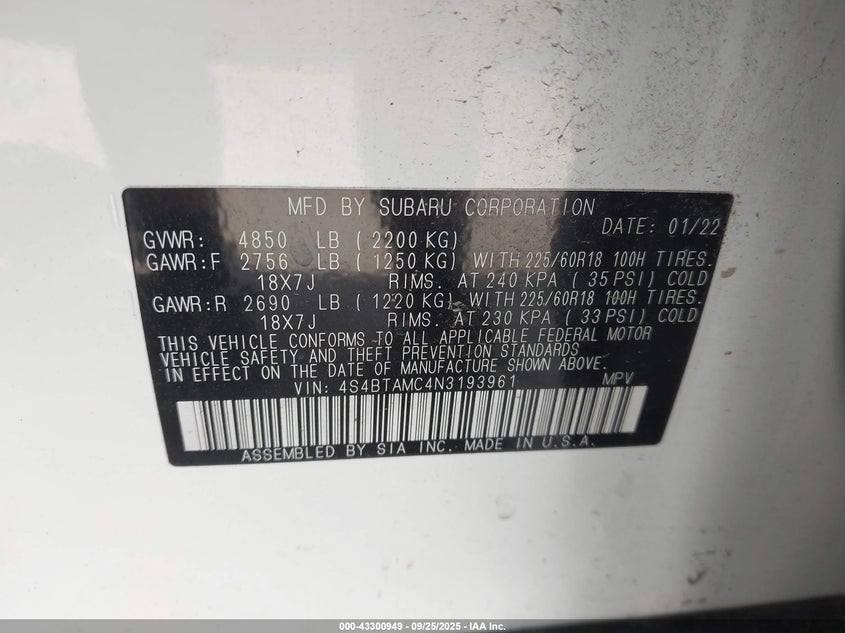 MFD BY SUBARU CORPORATION
DATE: 01/22
GVWR: 4850 LB ( 2200 KG)
GAWR:F 2756 LB ( 1250 KG) WITH 225/60R18 100H TIRES.
18X7J RIMS. AT 240 KPA ( 35 PSI) COLD
GAWR:R 2690 LB ( 1220 KG) WITH 225/60R18 100H TIRES.
18X7J RIMS. AT 230 KPA ( 33 PSI) COLD
THIS VEHICLE CONFORMS TO ALL APPLICABLE FEDERAL MOTOR
VEHICLE SAFETY AND THEFT PREVENTION STANDARDS
IN EFFECT ON THE DATE OF MANUFACTURE SHOWN ABOVE.
VIN: 4S4BTAMC4N3193961 MPV
ASSEMBLED BY SIA INC. MADE IN U.S.A.
000-43300949 - 09/25/2025 - IAA Inc.